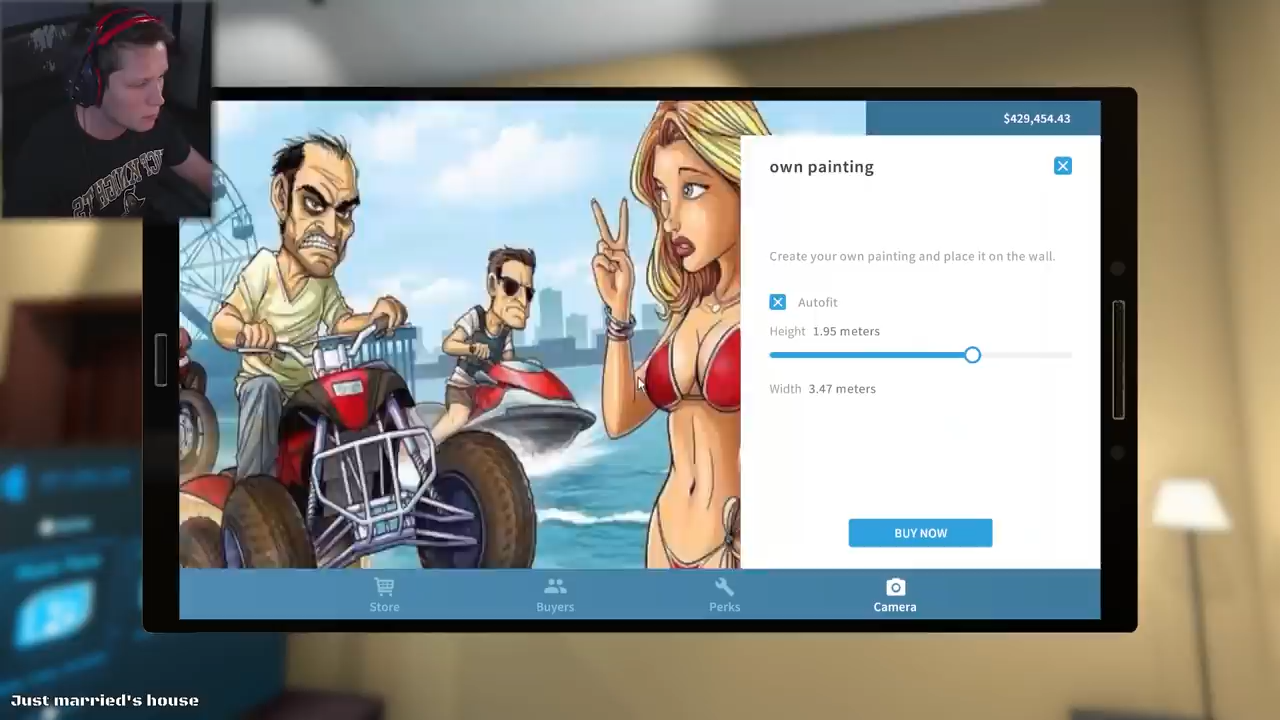 $429,454.43
own painting
Create your own painting and place it on the wall.
Autofit
Height 1.95 meters
Width 3.47 meters
BUY NOW
Store Buyers Perks Camera
Just married's house